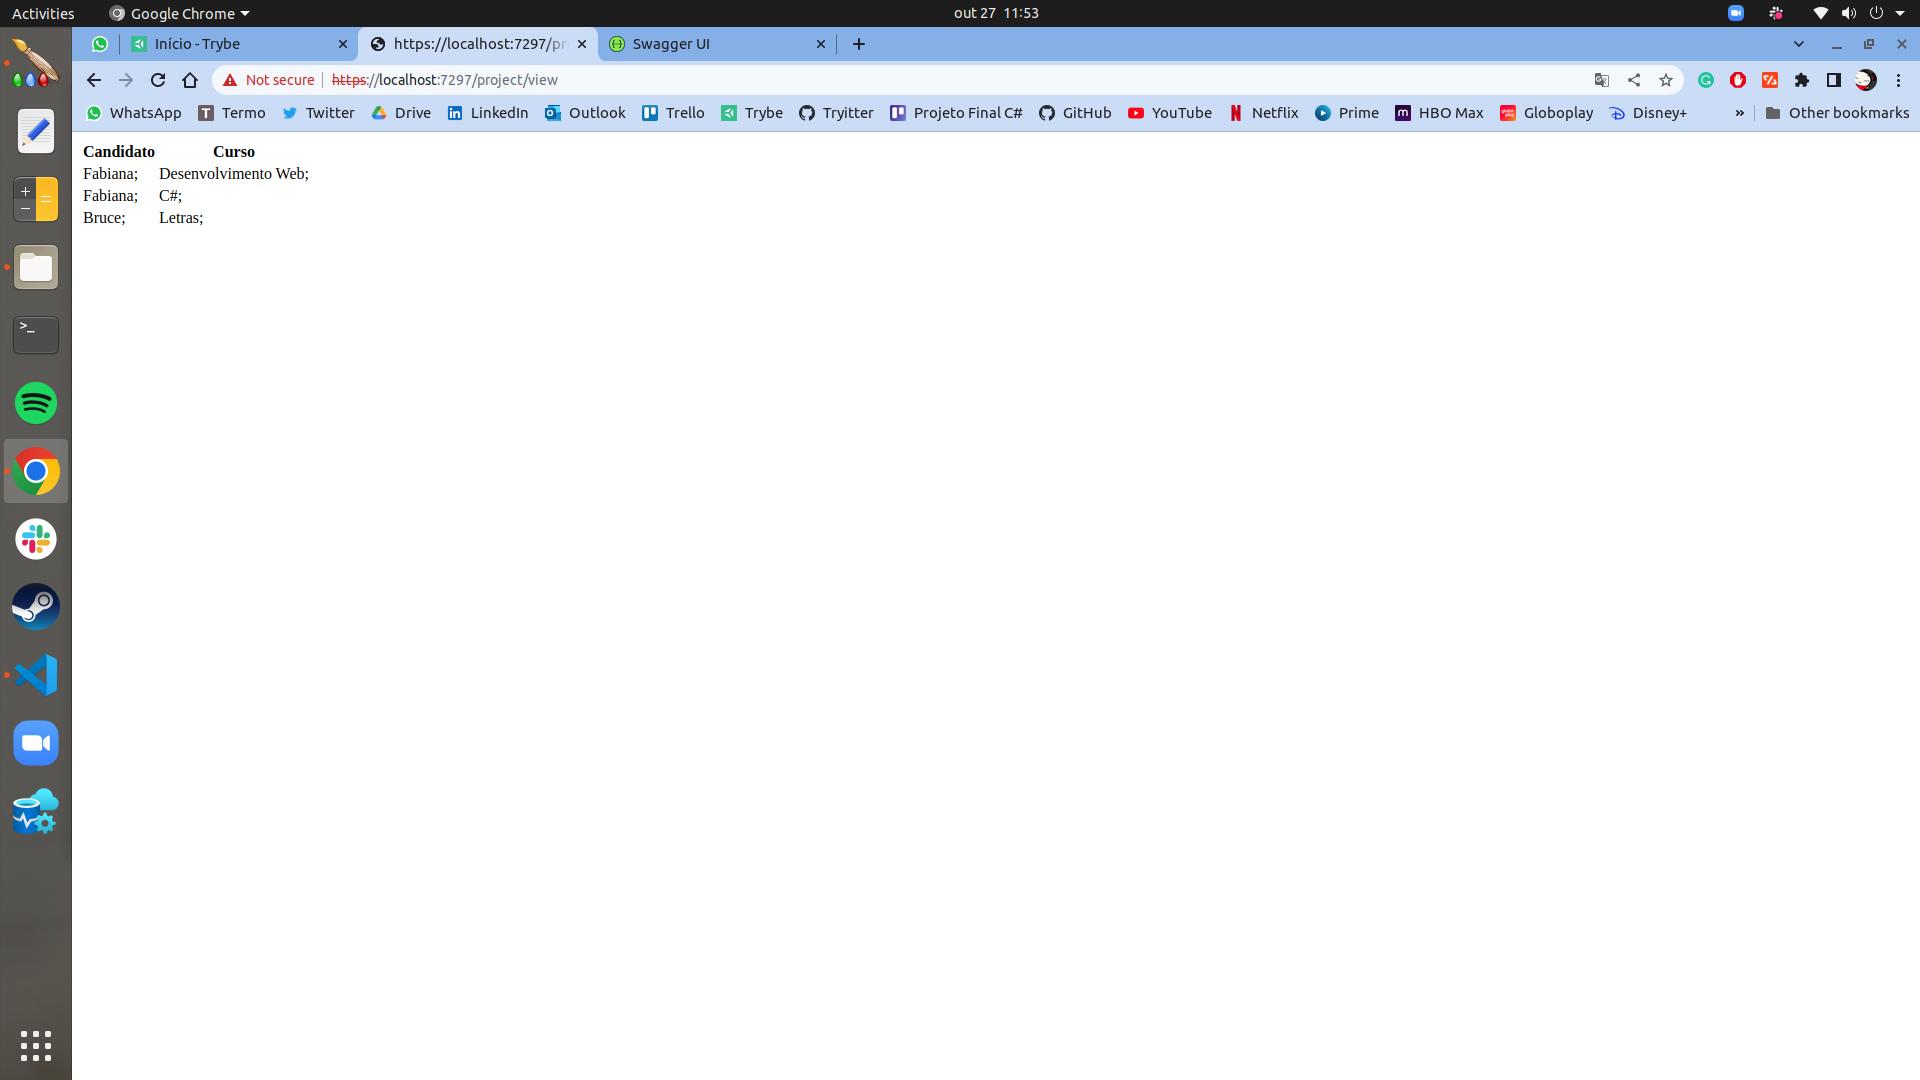 Activities Google Chrome out 27 11:53
Início - Trybe https://localhost:7297/pr Swagger UI
Not secure https://localhost:7297/project/view
WhatsApp Termo Twitter Drive LinkedIn Outlook Trello Trybe Tryitter Projeto Final C# GitHub YouTube Netflix Prime HBO Max Globoplay Disney+ » Other bookmarks
Candidato Curso
Fabiana; Desenvolvimento Web;
Fabiana; C#;
Bruce; Letras;